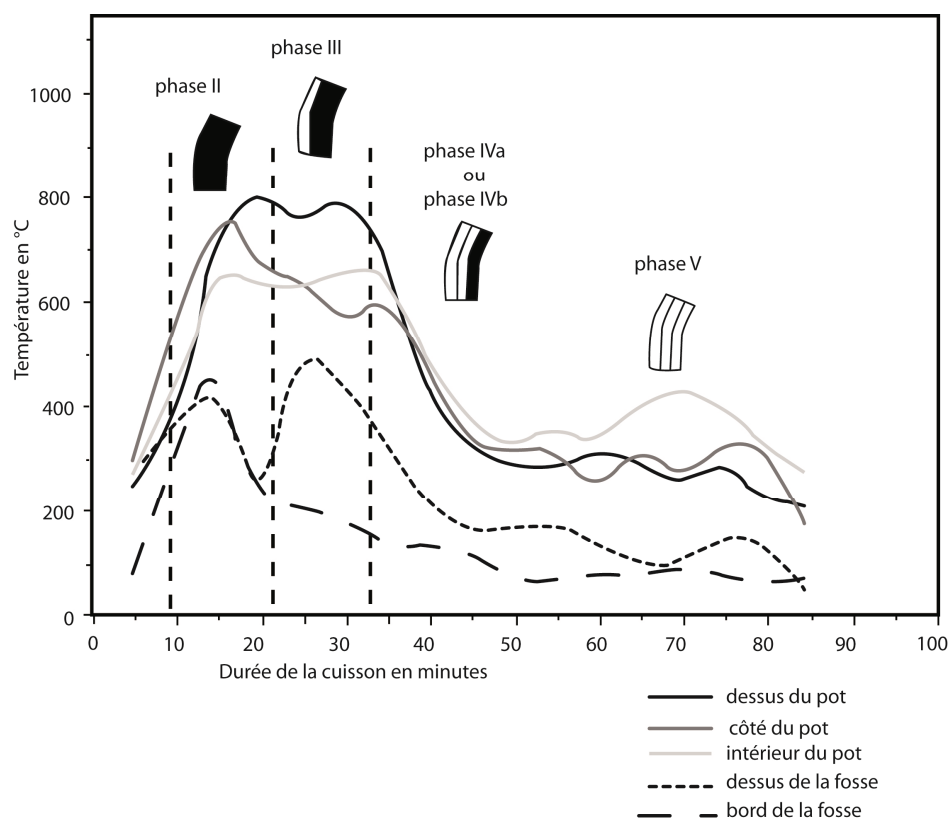 phase III
phase II
1000
phase IVa
ou
phase IVb
800
phase V
600
400
200
0
Température en °C
0 10 20 30 40 50 60 70 80 90 100
Durée de la cuisson en minutes
dessus du pot
côté du pot
intérieur du pot
dessus de la fosse
bord de la fosse